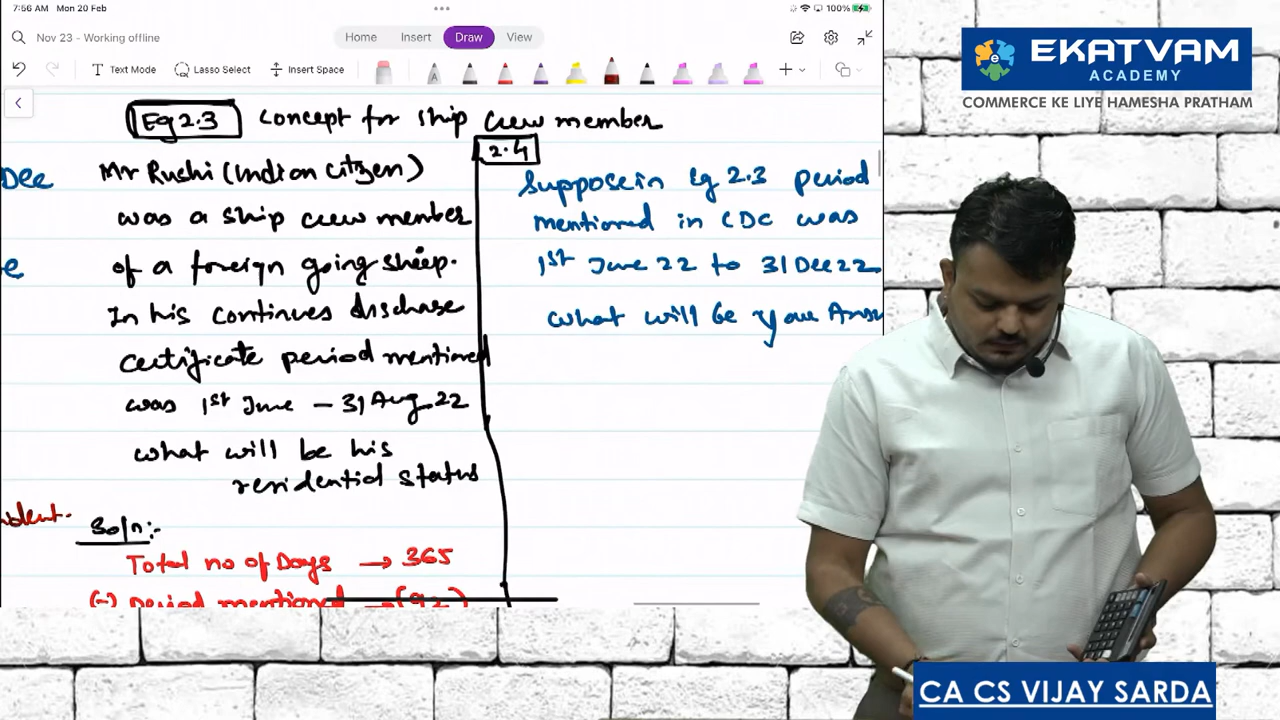 7:56 AM Mon 20 Feb
100%
Nov 23 - Working offline
Home Insert Draw View
Text Mode Lasso Select Insert Space
Eg 2.3 Concept for ship crew member
Dec
Mr Rushi (Indian Citizen)
was a ship crew member
of a foreign going sheep.
In his continues discharge
certificate period mentioned
was 1st June - 31 Aug 22
what will be his
residential status
Soln:-
Total no of Days → 365
(-) Period mentioned → (92)
2.4
Suppose in Eg 2.3 period
mentioned in CDC was
1st June 22 to 31 Dec 22
what will be your Answ
EKATVAM
ACADEMY
COMMERCE KE LIYE HAMESHA PRATHAM
CA CS VIJAY SARDA